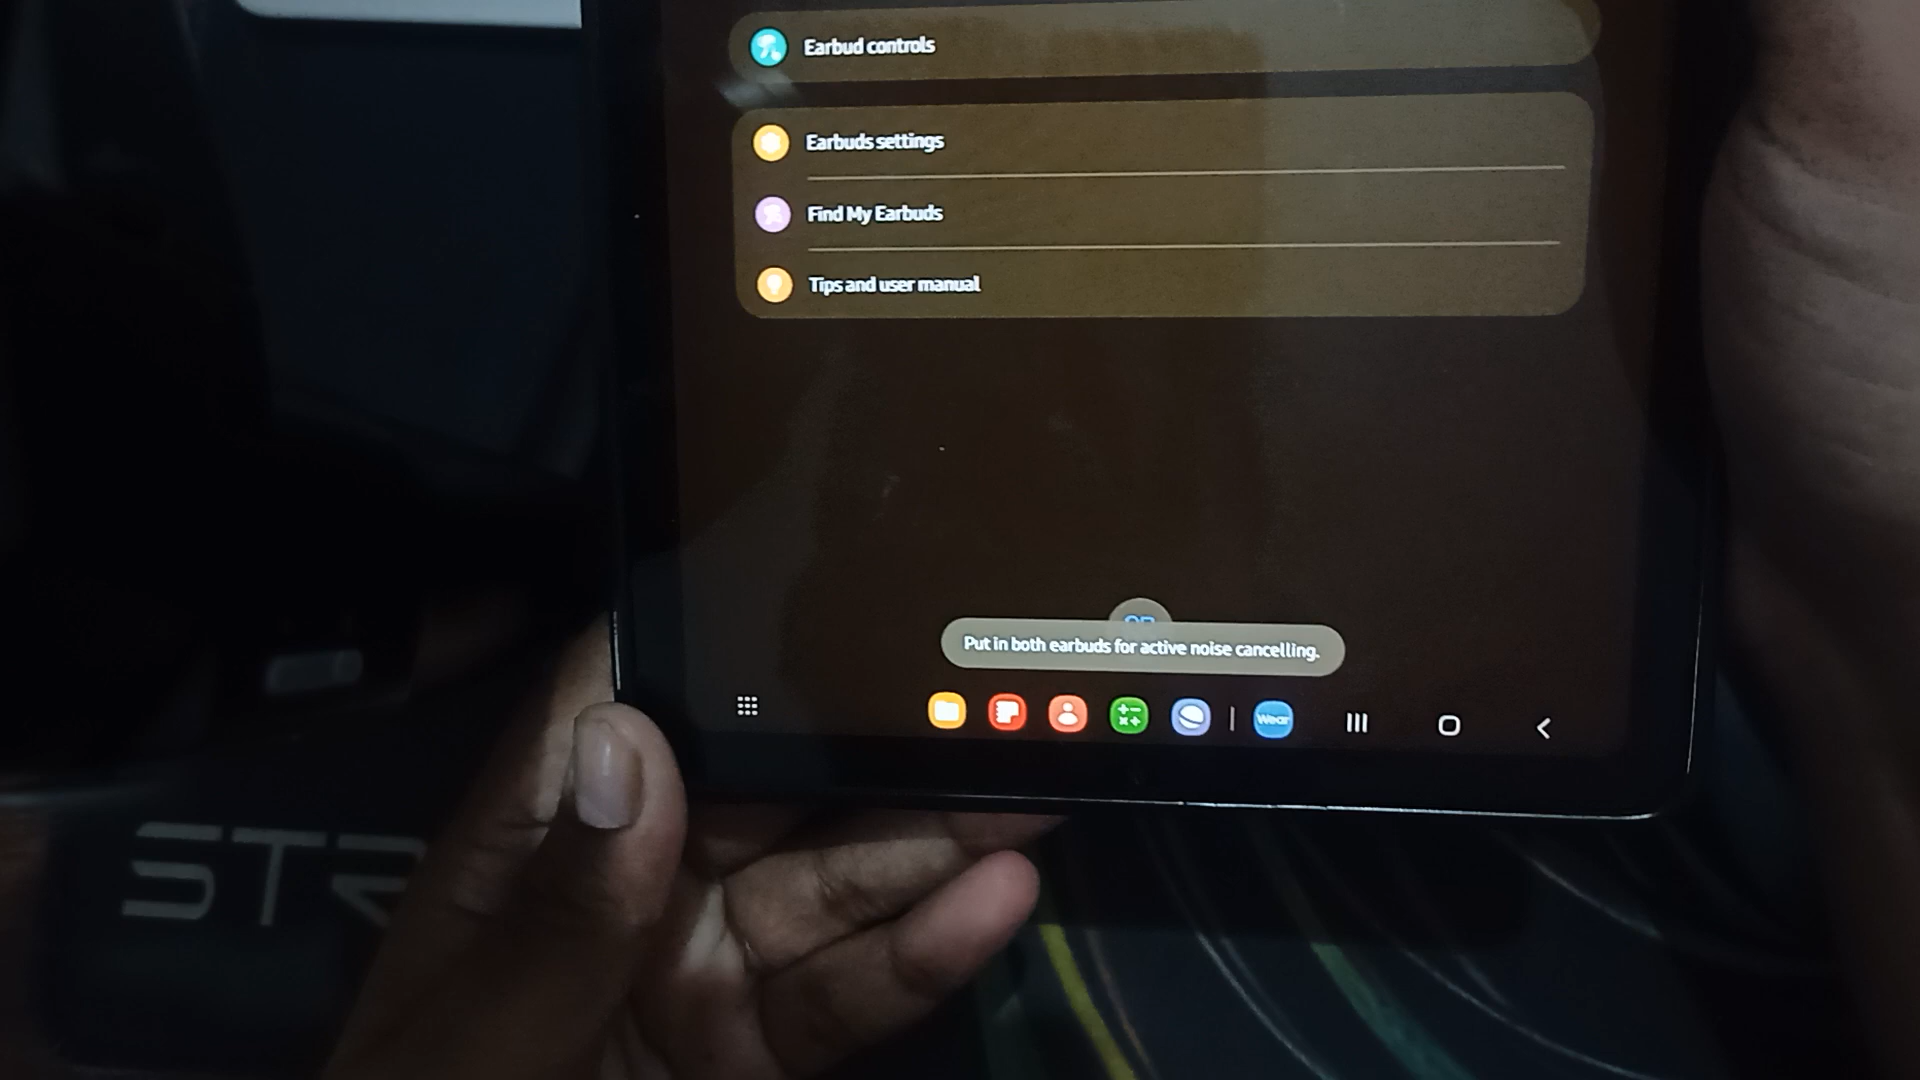 Earbud controls
Earbuds settings
Find My Earbuds
Tips and user manual
Put in both earbuds for active noise cancelling.
Wear
STR